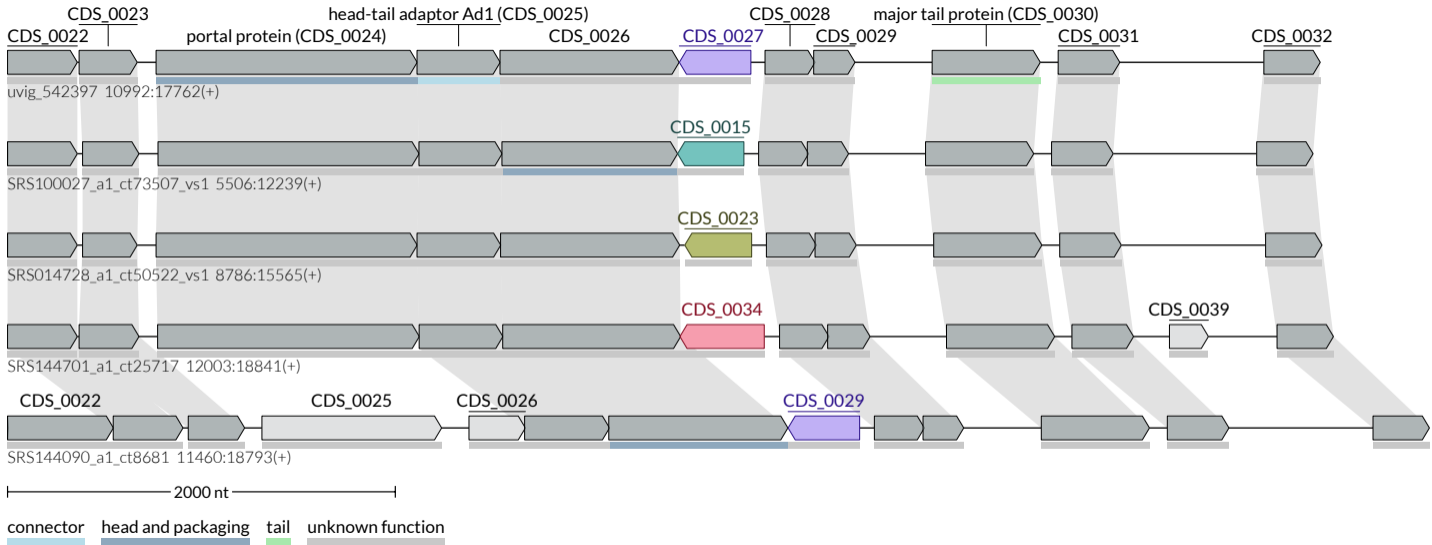 CDS_0023 head-tail adaptor Ad1 (CDS_0025) CDS_0028 major tail protein (CDS_0030)
CDS_0022 portal protein (CDS_0024) CDS_0026 CDS_0027 CDS_0029 CDS_0031 CDS_0032
uvig_542397 10992:17762(+)
CDS_0015
SRS100027_a1_ct73507_vs1 5506:12239(+)
CDS_0023
SRS014728_a1_ct50522_vs1 8786:15565(+)
CDS_0034 CDS_0039
SRS144701_a1_ct25717 12003:18841(+)
CDS_0022 CDS_0025 CDS_0026 CDS_0029
SRS144090_a1_ct8681 11460:18793(+)
2000 nt
connector head and packaging tail unknown function